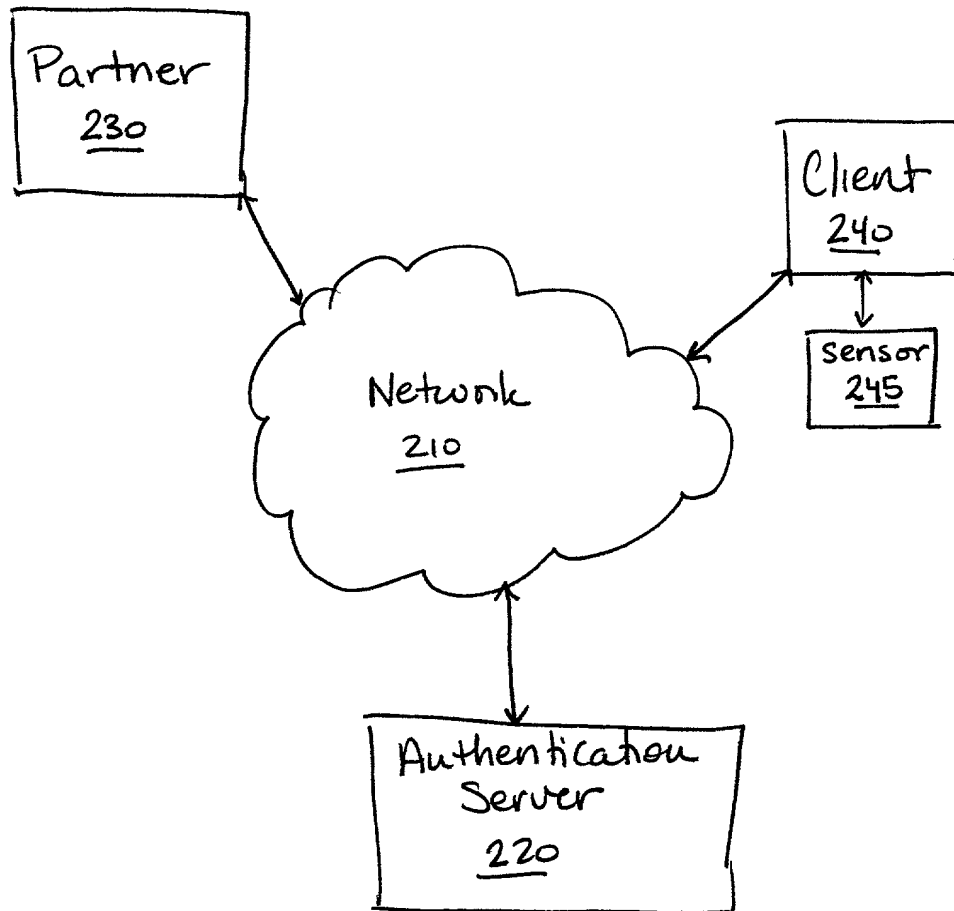 Partner
230
Client
240
sensor
245
Network
210
Authentication
Server
220